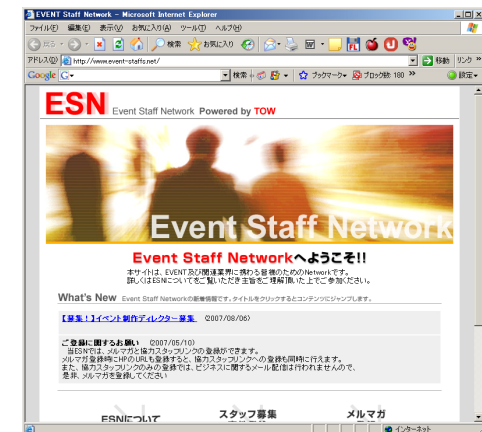 EVENT Staff Network - Microsoft Internet Explorer
ファイル(F) 編集(E) 表示(V) お気に入り(A) ツール(T) ヘルプ(H)
戻る 検索 お気に入り
アドレス(D) http://www.event-staffs.net/ 移動 リンク »
Google G 検索 ブックマーク ブロック数 180 » 設定
ESN Event Staff Network Powered by TOW
Event Staff Network
Event Staff Networkへようこそ!!
本サイトは、EVENT及び関連業界に携わる皆様のためのNetworkです。
詳しくはESNについてをご覧いただき主旨をご理解頂いた上でご参加ください。
What's New Event Staff Networkの新着情報です。タイトルをクリックするとコンテンツにジャンプします。
【募集！】イベント制作ディレクター募集 (2007/08/06)
ご登録に関するお願い (2007/05/10)
当ESNでは、メルマガと協力スタッフリンクの登録ができます。
メルマガ登録時にHPのURLも登録すると、協力スタッフリンクへの登録も同時に行えます。
また、協力スタッフリンクのみの登録では、ビジネスに関するメール配信は行われませんので、
是非、メルマガを登録してください
ESNについて スタッフ募集 メルマガ
インターネット